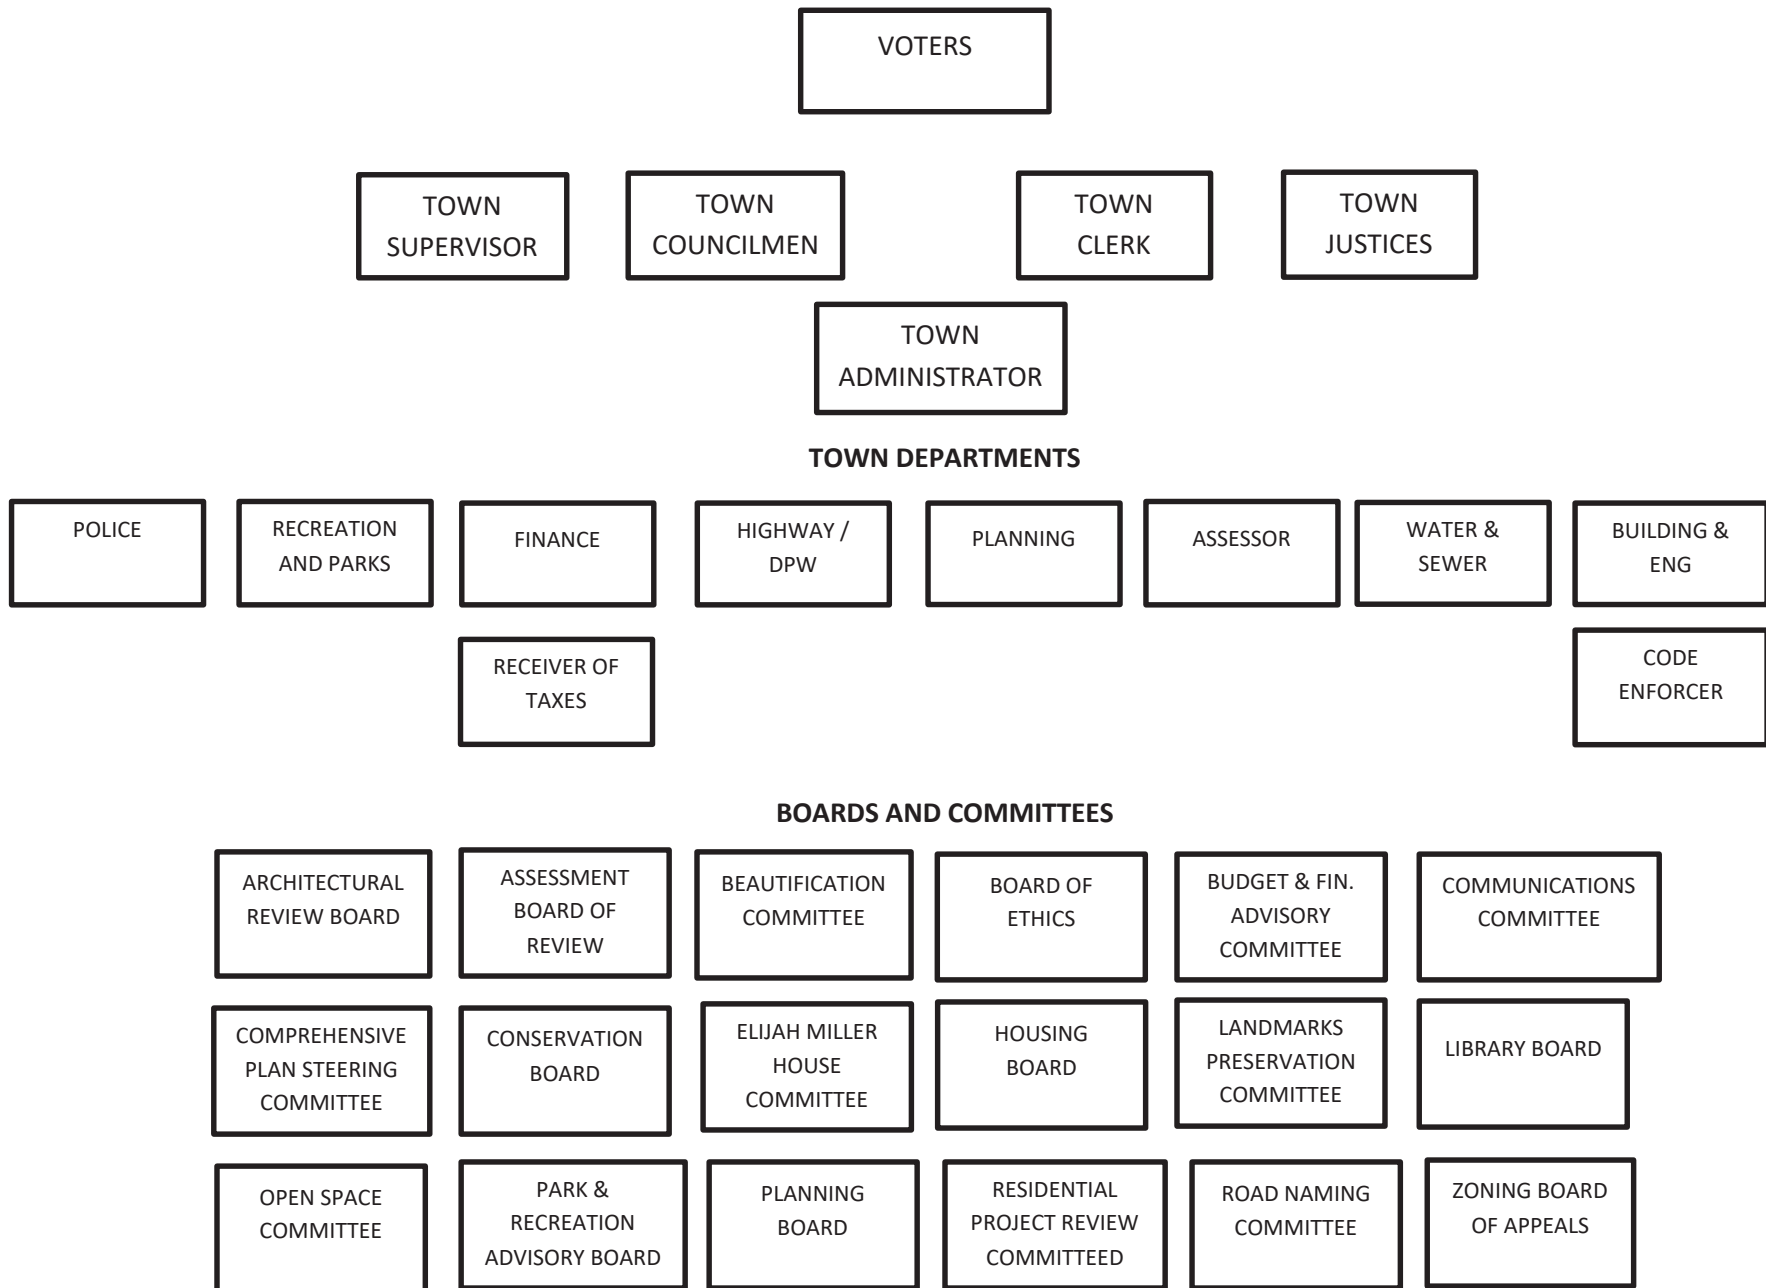 VOTERS
TOWN
SUPERVISOR
TOWN
COUNCILMEN
TOWN
CLERK
TOWN
JUSTICES
TOWN
ADMINISTRATOR
TOWN DEPARTMENTS
POLICE
RECREATION
AND PARKS
FINANCE
HIGHWAY /
DPW
PLANNING
ASSESSOR
WATER &
SEWER
BUILDING &
ENG
RECEIVER OF
TAXES
CODE
ENFORCER
BOARDS AND COMMITTEES
ARCHITECTURAL
REVIEW BOARD
ASSESSMENT
BOARD OF
REVIEW
BEAUTIFICATION
COMMITTEE
BOARD OF
ETHICS
BUDGET & FIN.
ADVISORY
COMMITTEE
COMMUNICATIONS
COMMITTEE
COMPREHENSIVE
PLAN STEERING
COMMITTEE
CONSERVATION
BOARD
ELIJAH MILLER
HOUSE
COMMITTEE
HOUSING
BOARD
LANDMARKS
PRESERVATION
COMMITTEE
LIBRARY BOARD
OPEN SPACE
COMMITTEE
PARK &
RECREATION
ADVISORY BOARD
PLANNING
BOARD
RESIDENTIAL
PROJECT REVIEW
COMMITTEED
ROAD NAMING
COMMITTEE
ZONING BOARD
OF APPEALS